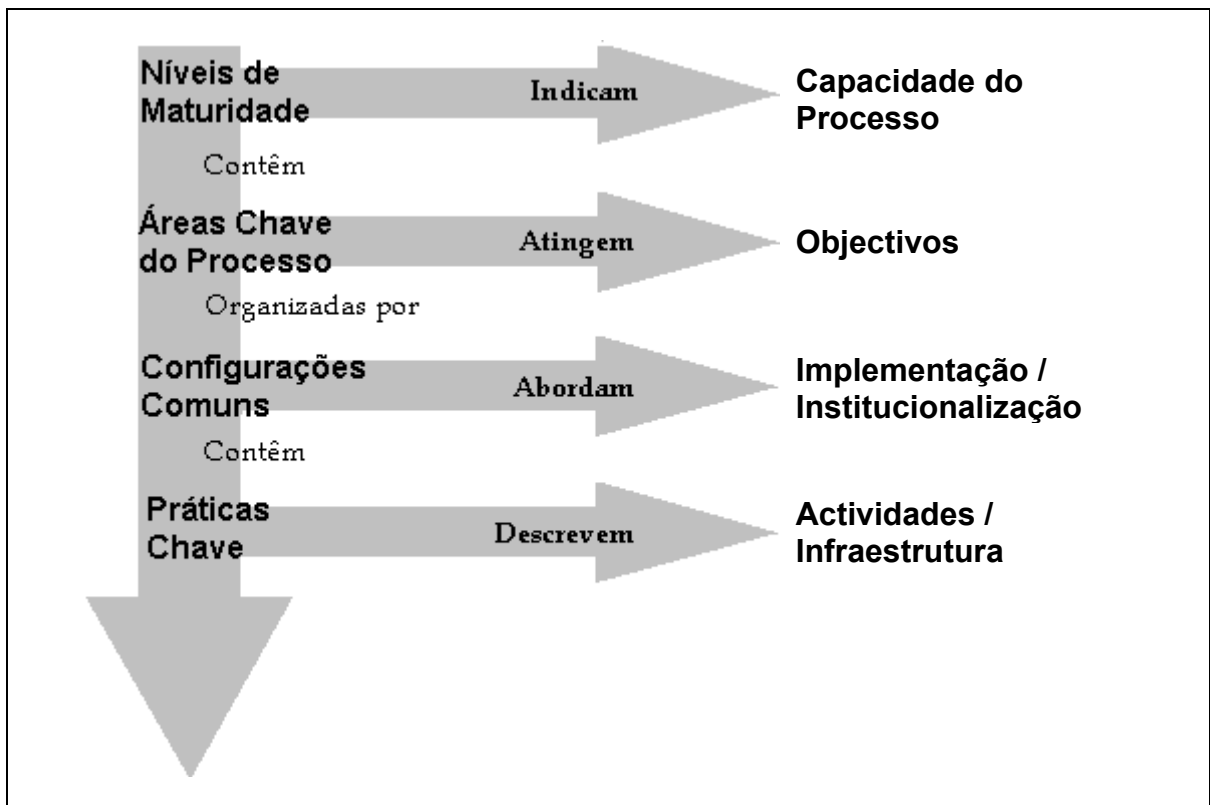 Níveis de
Maturidade
Indicam
Capacidade do
Processo
Contêm
Áreas Chave
do Processo
Atingem
Objectivos
Organizadas por
Configurações
Comuns
Abordam
Implementação /
Institucionalização
Contêm
Práticas
Chave
Descrevem
Actividades /
Infraestrutura